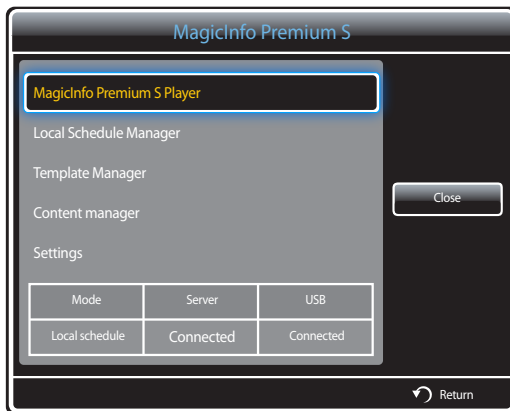 MagicInfo Premium S
MagicInfo Premium S Player
Local Schedule Manager
Template Manager
Content manager
Settings
Close
Mode Server USB
Local schedule Connected Connected
Return